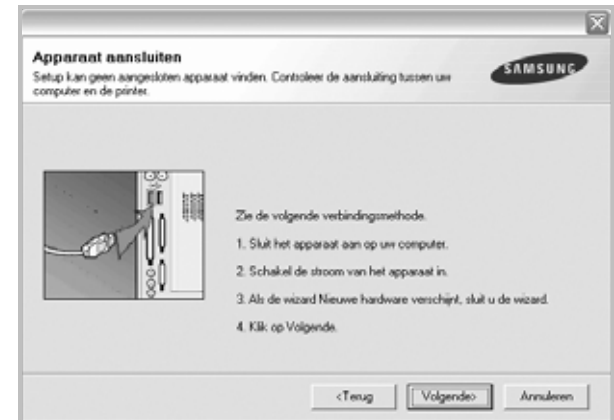 Apparaat aansluiten
Setup kan geen aangesloten apparaat vinden. Controleer de aansluiting tussen uw
computer en de printer.
SAMSUNG
Zie de volgende verbindingsmethode.
1. Sluit het apparaat aan op uw computer.
2. Schakel de stroom van het apparaat in.
3. Als de wizard Nieuwe hardware verschijnt, sluit u de wizard.
4. Klik op Volgende.
<Terug
Volgende>
Annuleren